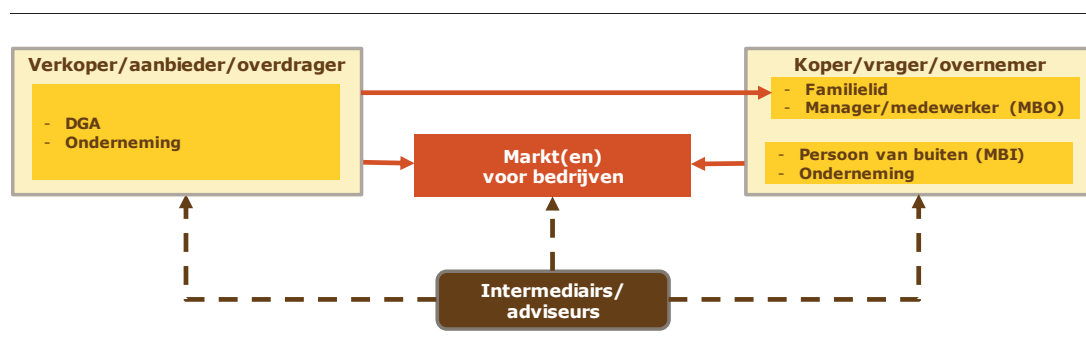 Verkoper/aanbieder/overdrager
- DGA
- Onderneming
Markt(en)
voor bedrijven
Koper/vrager/overnemer
- Familielid
- Manager/medewerker (MBO)
- Persoon van buiten (MBI)
- Onderneming
Intermediairs/
adviseurs